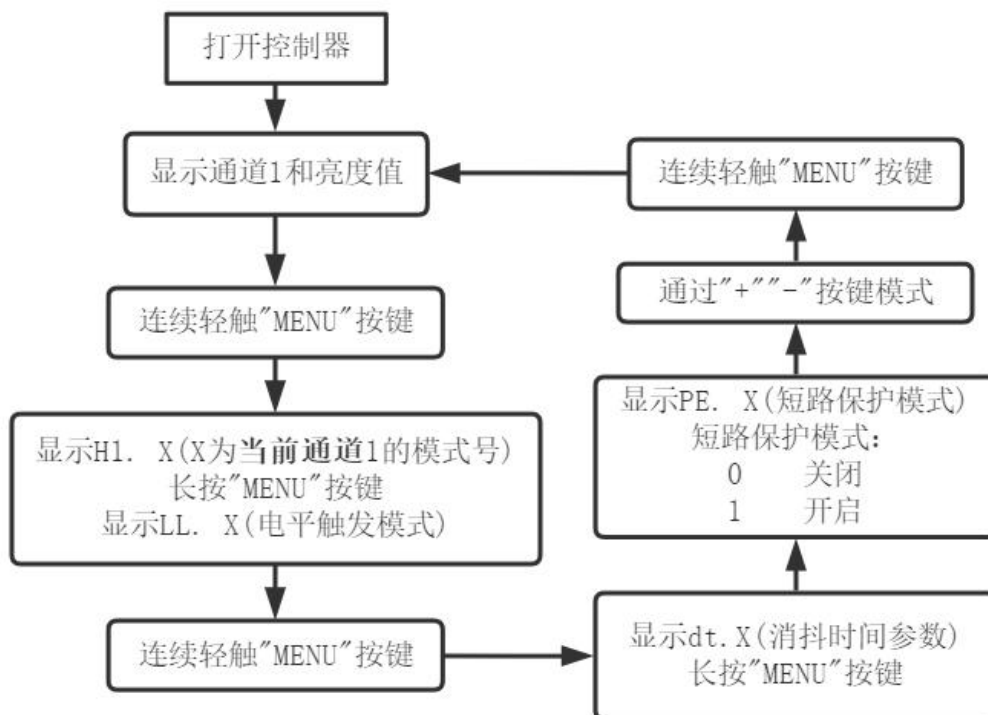 打开控制器
显示通道1和亮度值
连续轻触"MENU"按键
显示H1. X(X为当前通道1的模式号)
长按"MENU"按键
显示LL. X(电平触发模式)
连续轻触"MENU"按键
显示dt.X(消抖时间参数)
长按"MENU"按键
显示PE. X(短路保护模式)
短路保护模式:
0 关闭
1 开启
通过"+""-"按键模式
连续轻触"MENU"按键